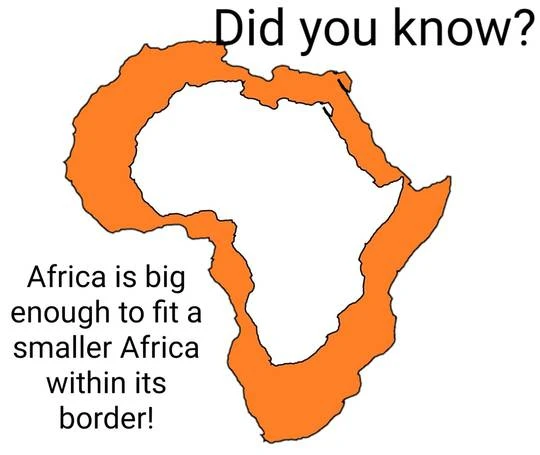 Did you know?
Africa is big
enough to fit a
smaller Africa
within its
border!